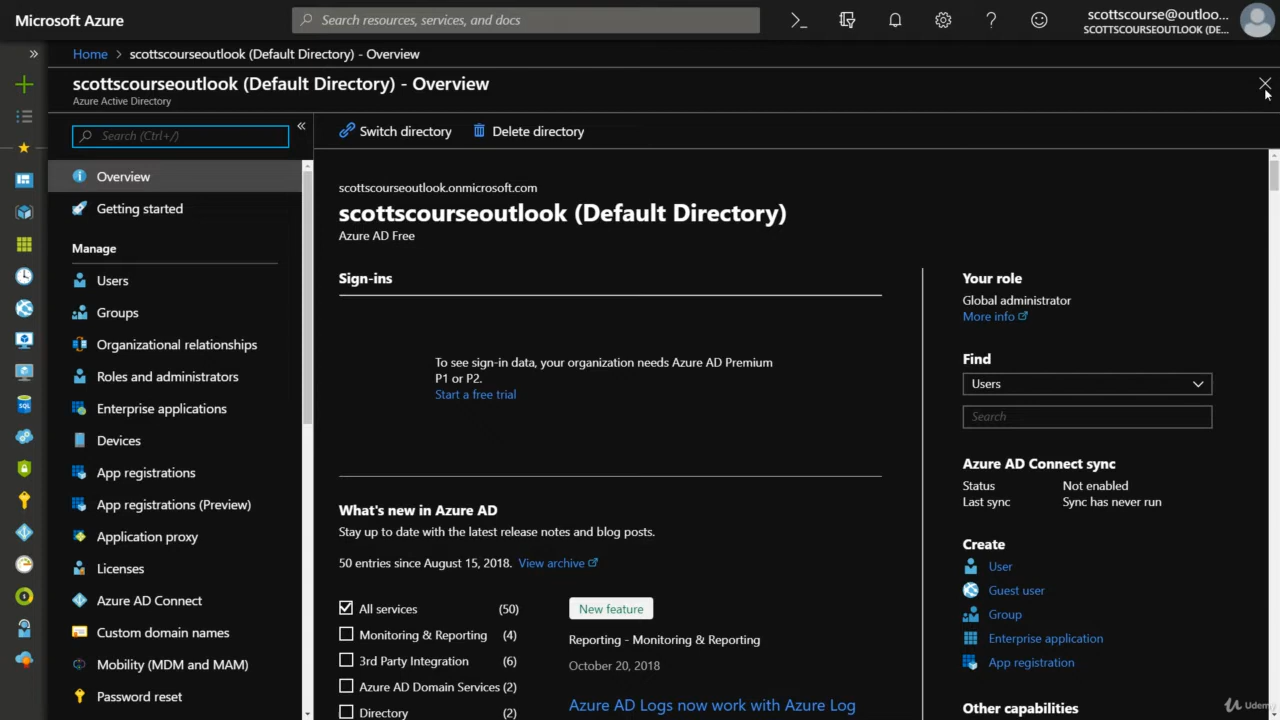 Microsoft Azure
Search resources, services, and docs
scottscourse@outloo...
SCOTTSCOURSEOUTLOOK (DE...
Home > scottscourseoutlook (Default Directory) - Overview
scottscourseoutlook (Default Directory) - Overview
Azure Active Directory
Search (Ctrl+/)
Overview
Getting started
Manage
Users
Groups
Organizational relationships
Roles and administrators
Enterprise applications
Devices
App registrations
App registrations (Preview)
Application proxy
Licenses
Azure AD Connect
Custom domain names
Mobility (MDM and MAM)
Password reset
Switch directory
Delete directory
scottscourseoutlook.onmicrosoft.com
scottscourseoutlook (Default Directory)
Azure AD Free
Sign-ins
To see sign-in data, your organization needs Azure AD Premium
P1 or P2.
Start a free trial
What's new in Azure AD
Stay up to date with the latest release notes and blog posts.
50 entries since August 15, 2018. View archive
All services (50)
Monitoring & Reporting (4)
3rd Party Integration (6)
Azure AD Domain Services (2)
Directory (2)
New feature
Reporting - Monitoring & Reporting
October 20, 2018
Azure AD Logs now work with Azure Log
Your role
Global administrator
More info
Find
Users
Search
Azure AD Connect sync
Status Not enabled
Last sync Sync has never run
Create
User
Guest user
Group
Enterprise application
App registration
Other capabilities
Udemy